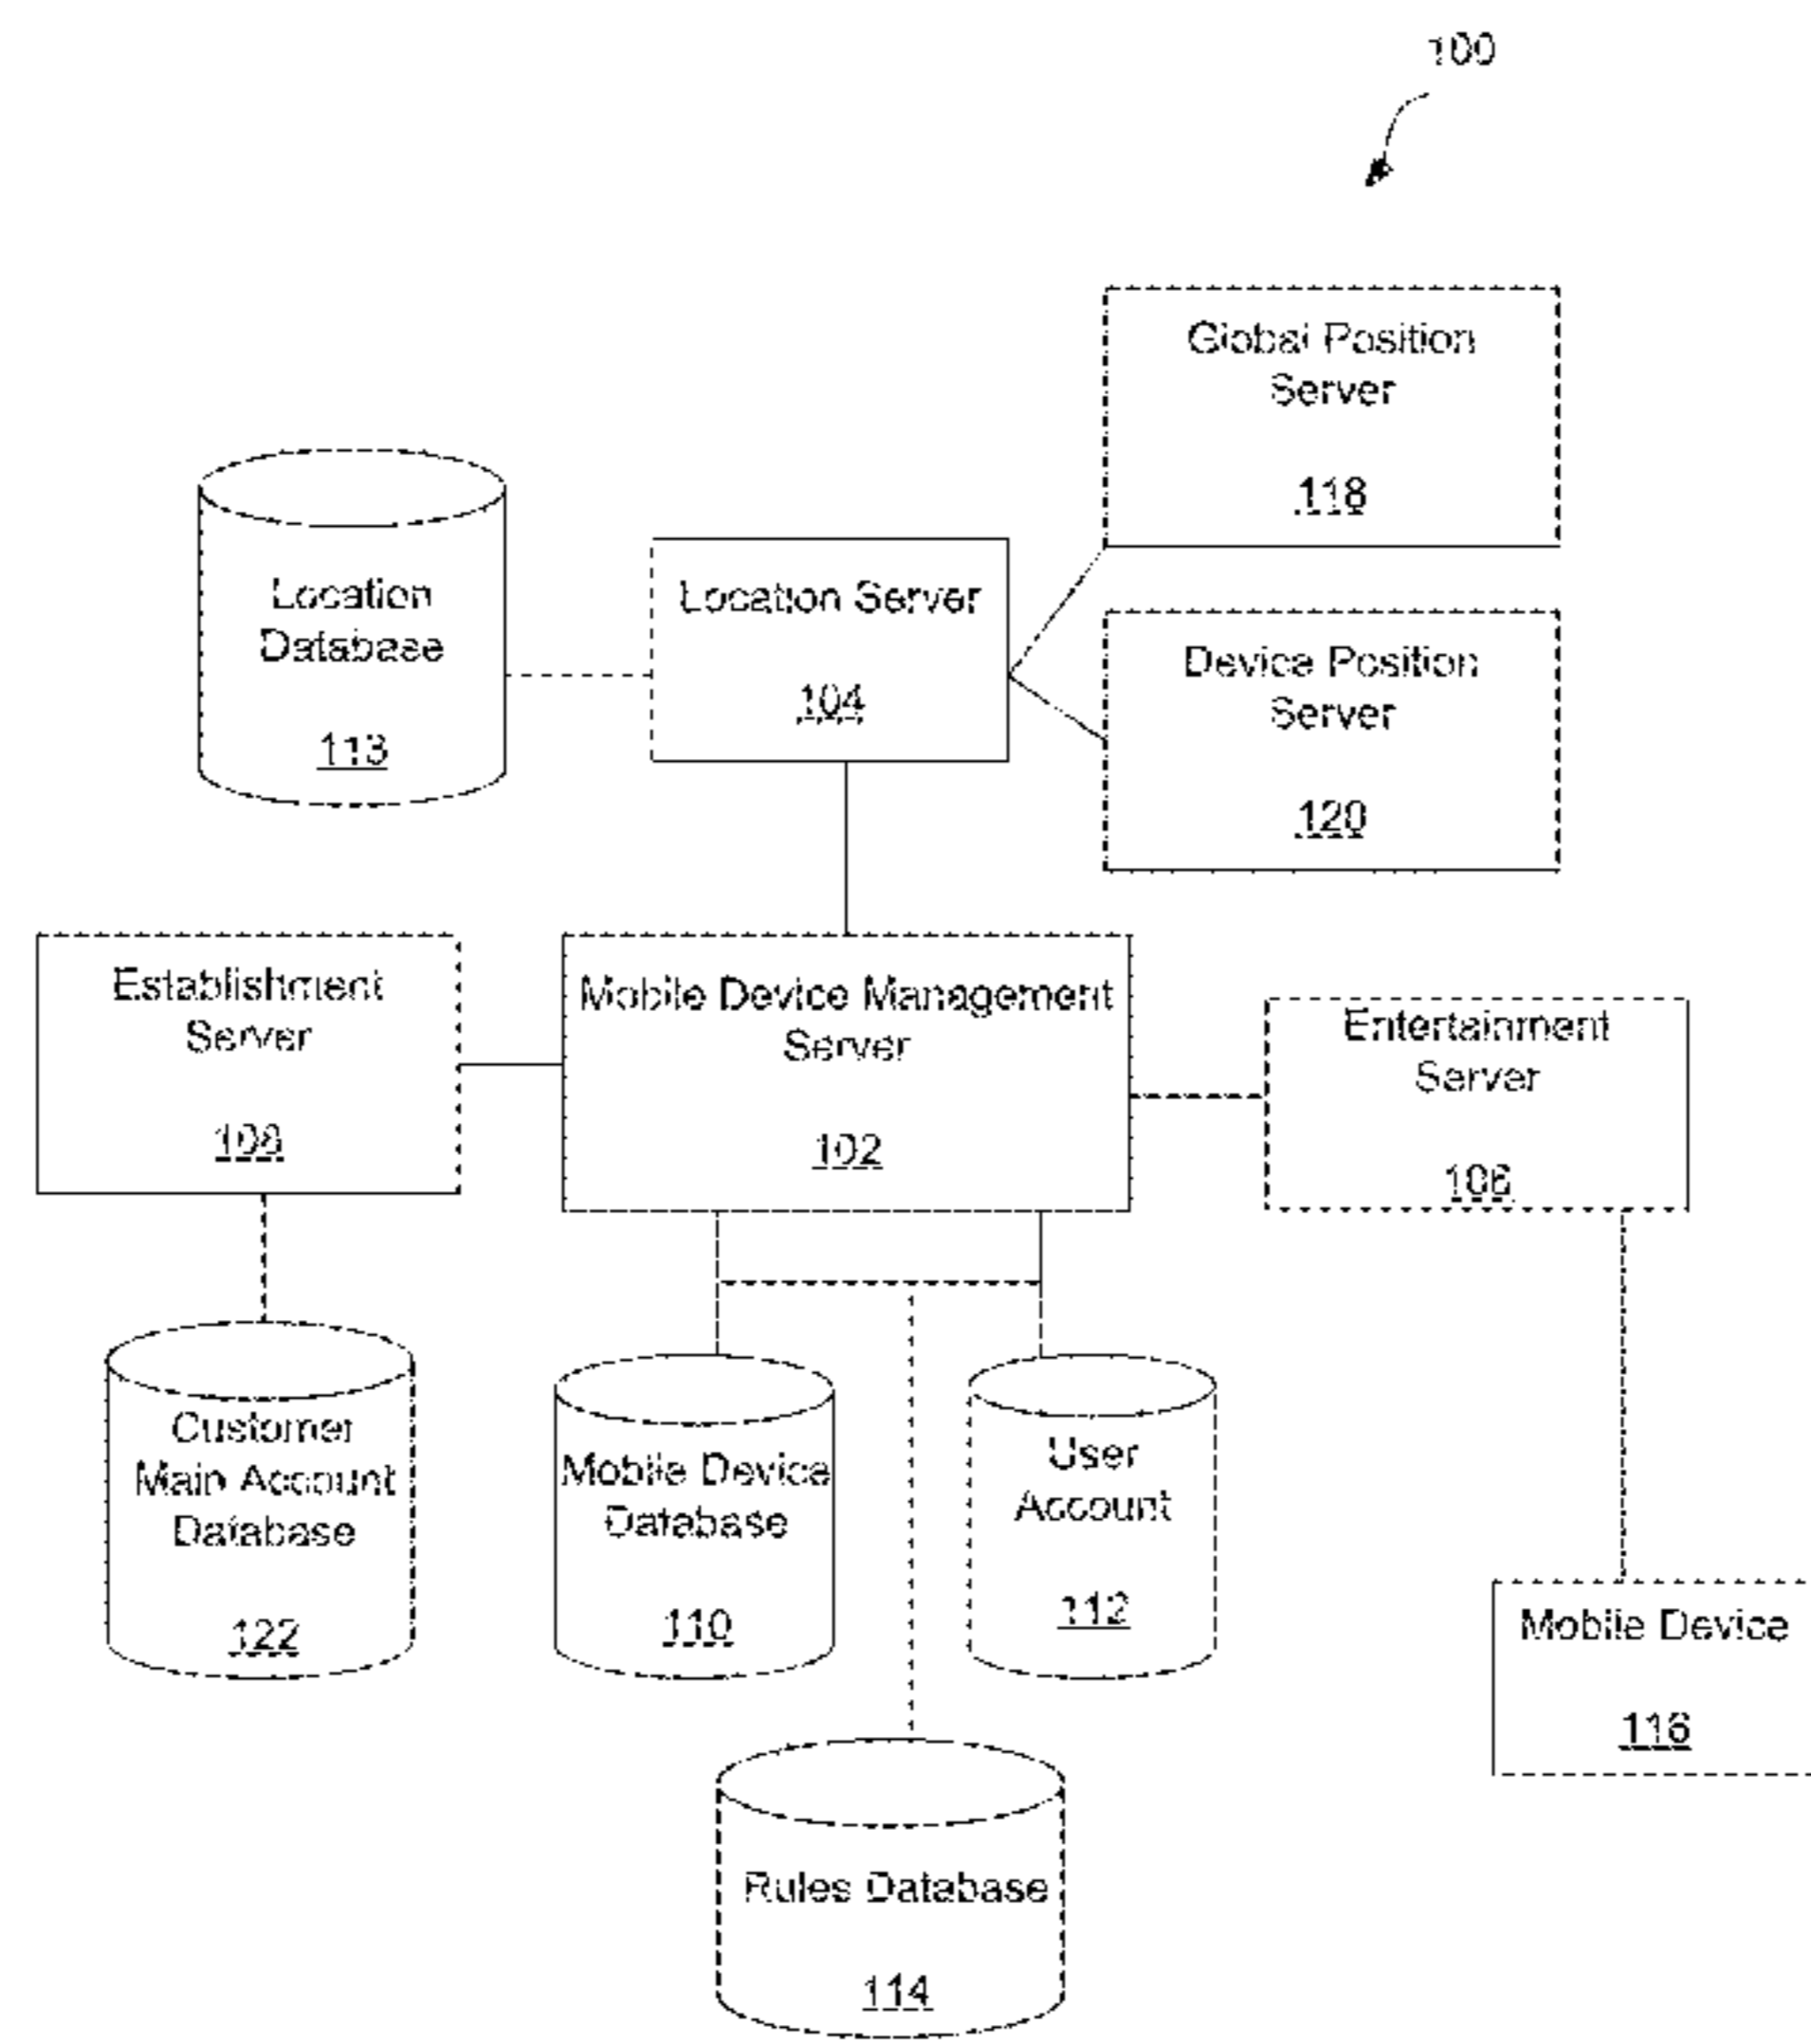 100
Global Position
Server
118
Location
Database
113
Location Server
104
Device Position
Server
120
Establishment
Server
108
Mobile Device Management
Server
102
Entertainment
Server
106
Customer
Main Account
Database
122
Mobile Device
Database
110
User
Account
112
Mobile Device
116
Rules Database
114